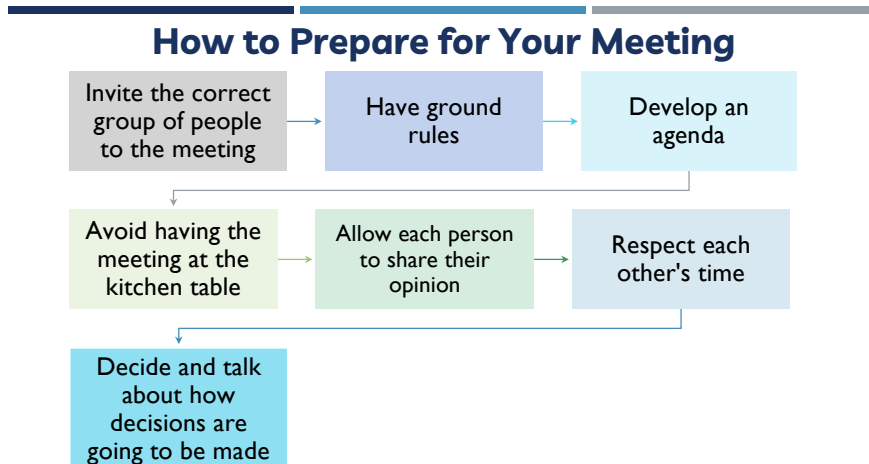 How to Prepare for Your Meeting
Invite the correct
group of people
to the meeting
Have ground
rules
Develop an
agenda
Avoid having the
meeting at the
kitchen table
Allow each person
to share their
opinion
Respect each
other's time
Decide and talk
about how
decisions are
going to be made